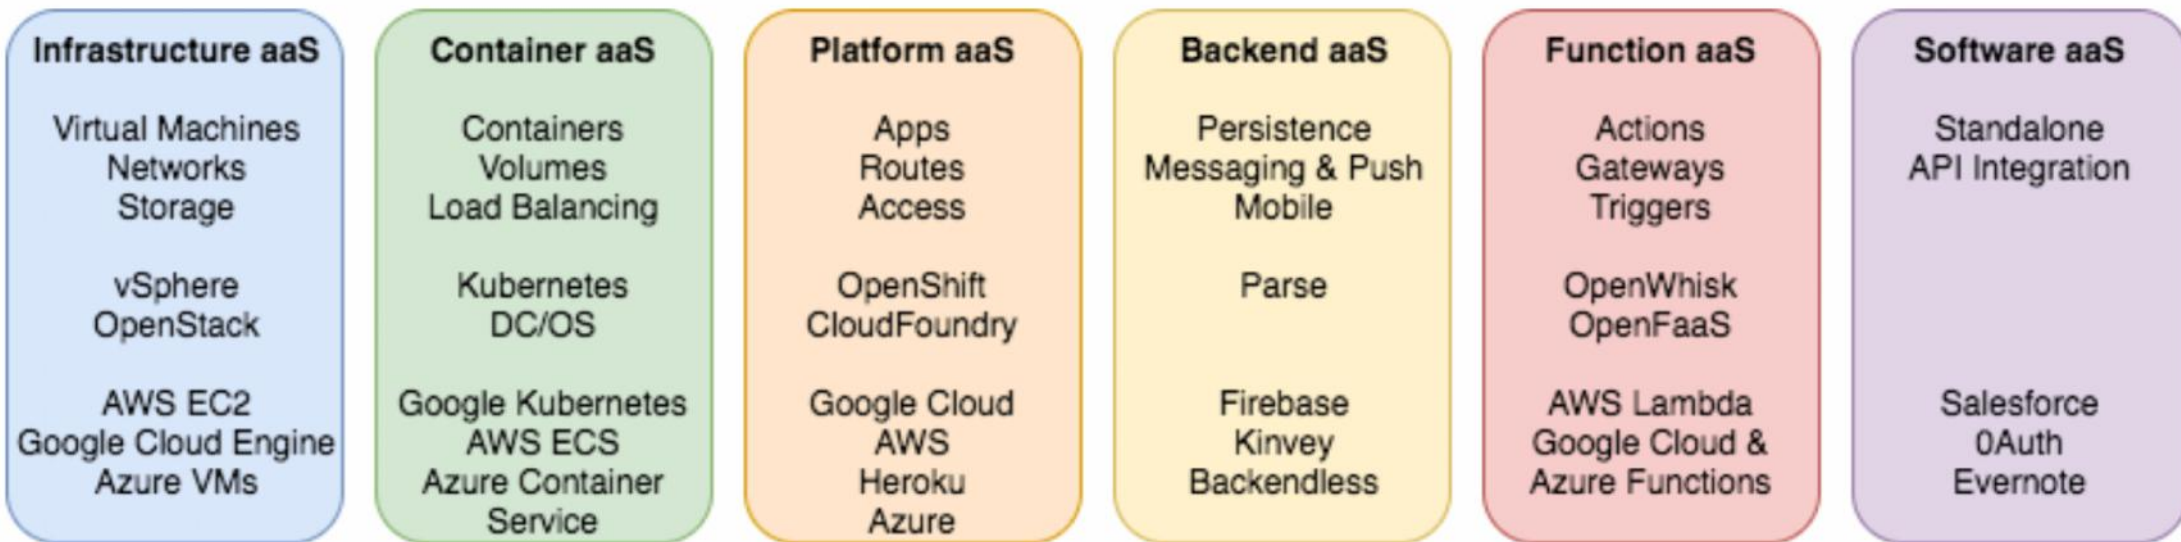 Infrastructure aaS
Virtual Machines
Networks
Storage
vSphere
OpenStack
AWS EC2
Google Cloud Engine
Azure VMs
Container aaS
Containers
Volumes
Load Balancing
Kubernetes
DC/OS
Google Kubernetes
AWS ECS
Azure Container
Service
Platform aaS
Apps
Routes
Access
OpenShift
CloudFoundry
Google Cloud
AWS
Heroku
Azure
Backend aaS
Persistence
Messaging & Push
Mobile
Parse
Firebase
Kinvey
Backendless
Function aaS
Actions
Gateways
Triggers
OpenWhisk
OpenFaaS
AWS Lambda
Google Cloud &
Azure Functions
Software aaS
Standalone
API Integration
Salesforce
0Auth
Evernote